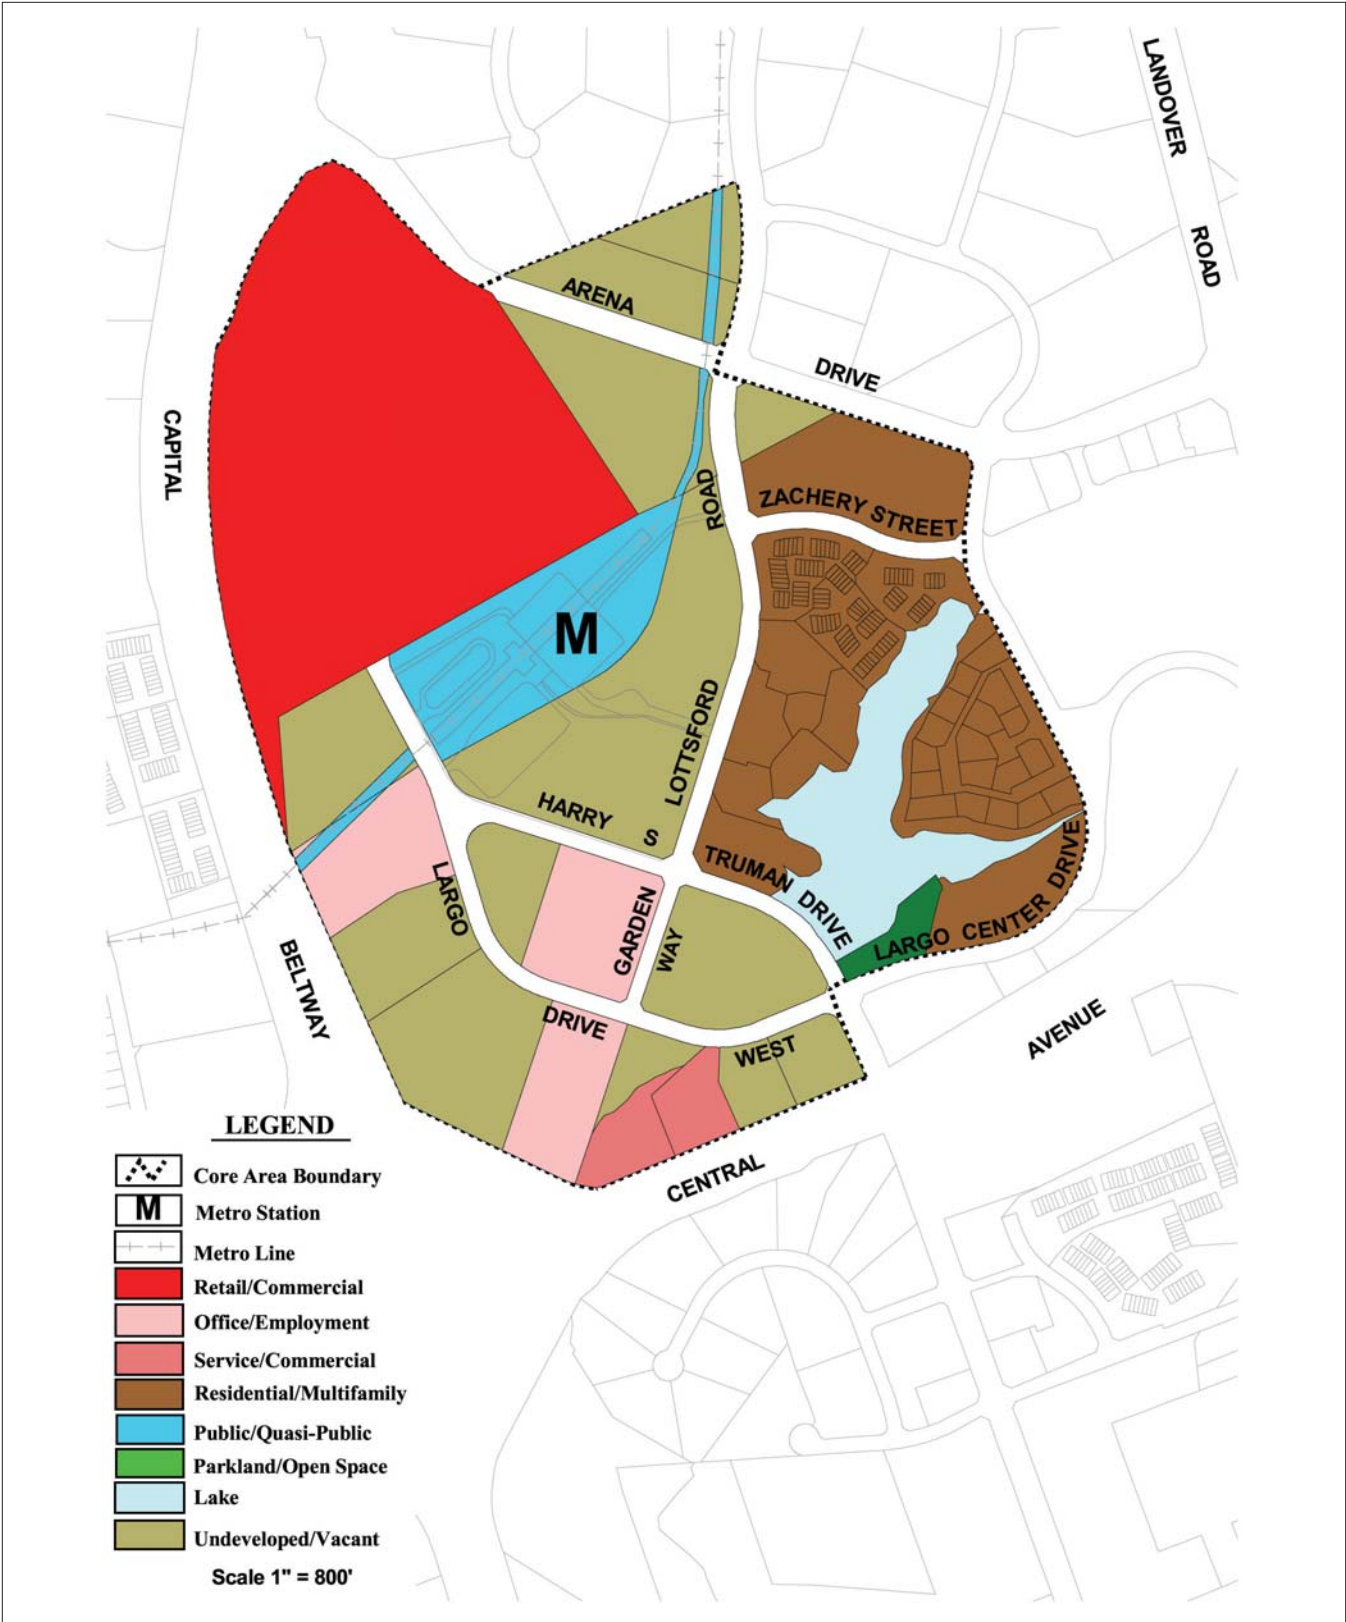 LANDOVER
ROAD
ARENA
DRIVE
CAPITAL
ROAD
ZACHERY STREET
M
LOTTSFORD
HARRY S
TRUMAN DRIVE
LARGO
GARDEN
WAY
LARGO CENTER DRIVE
BELTWAY
DRIVE
WEST
AVENUE
CENTRAL
LEGEND
Core Area Boundary
M Metro Station
Metro Line
Retail/Commercial
Office/Employment
Service/Commercial
Residential/Multifamily
Public/Quasi-Public
Parkland/Open Space
Lake
Undeveloped/Vacant
Scale 1" = 800'